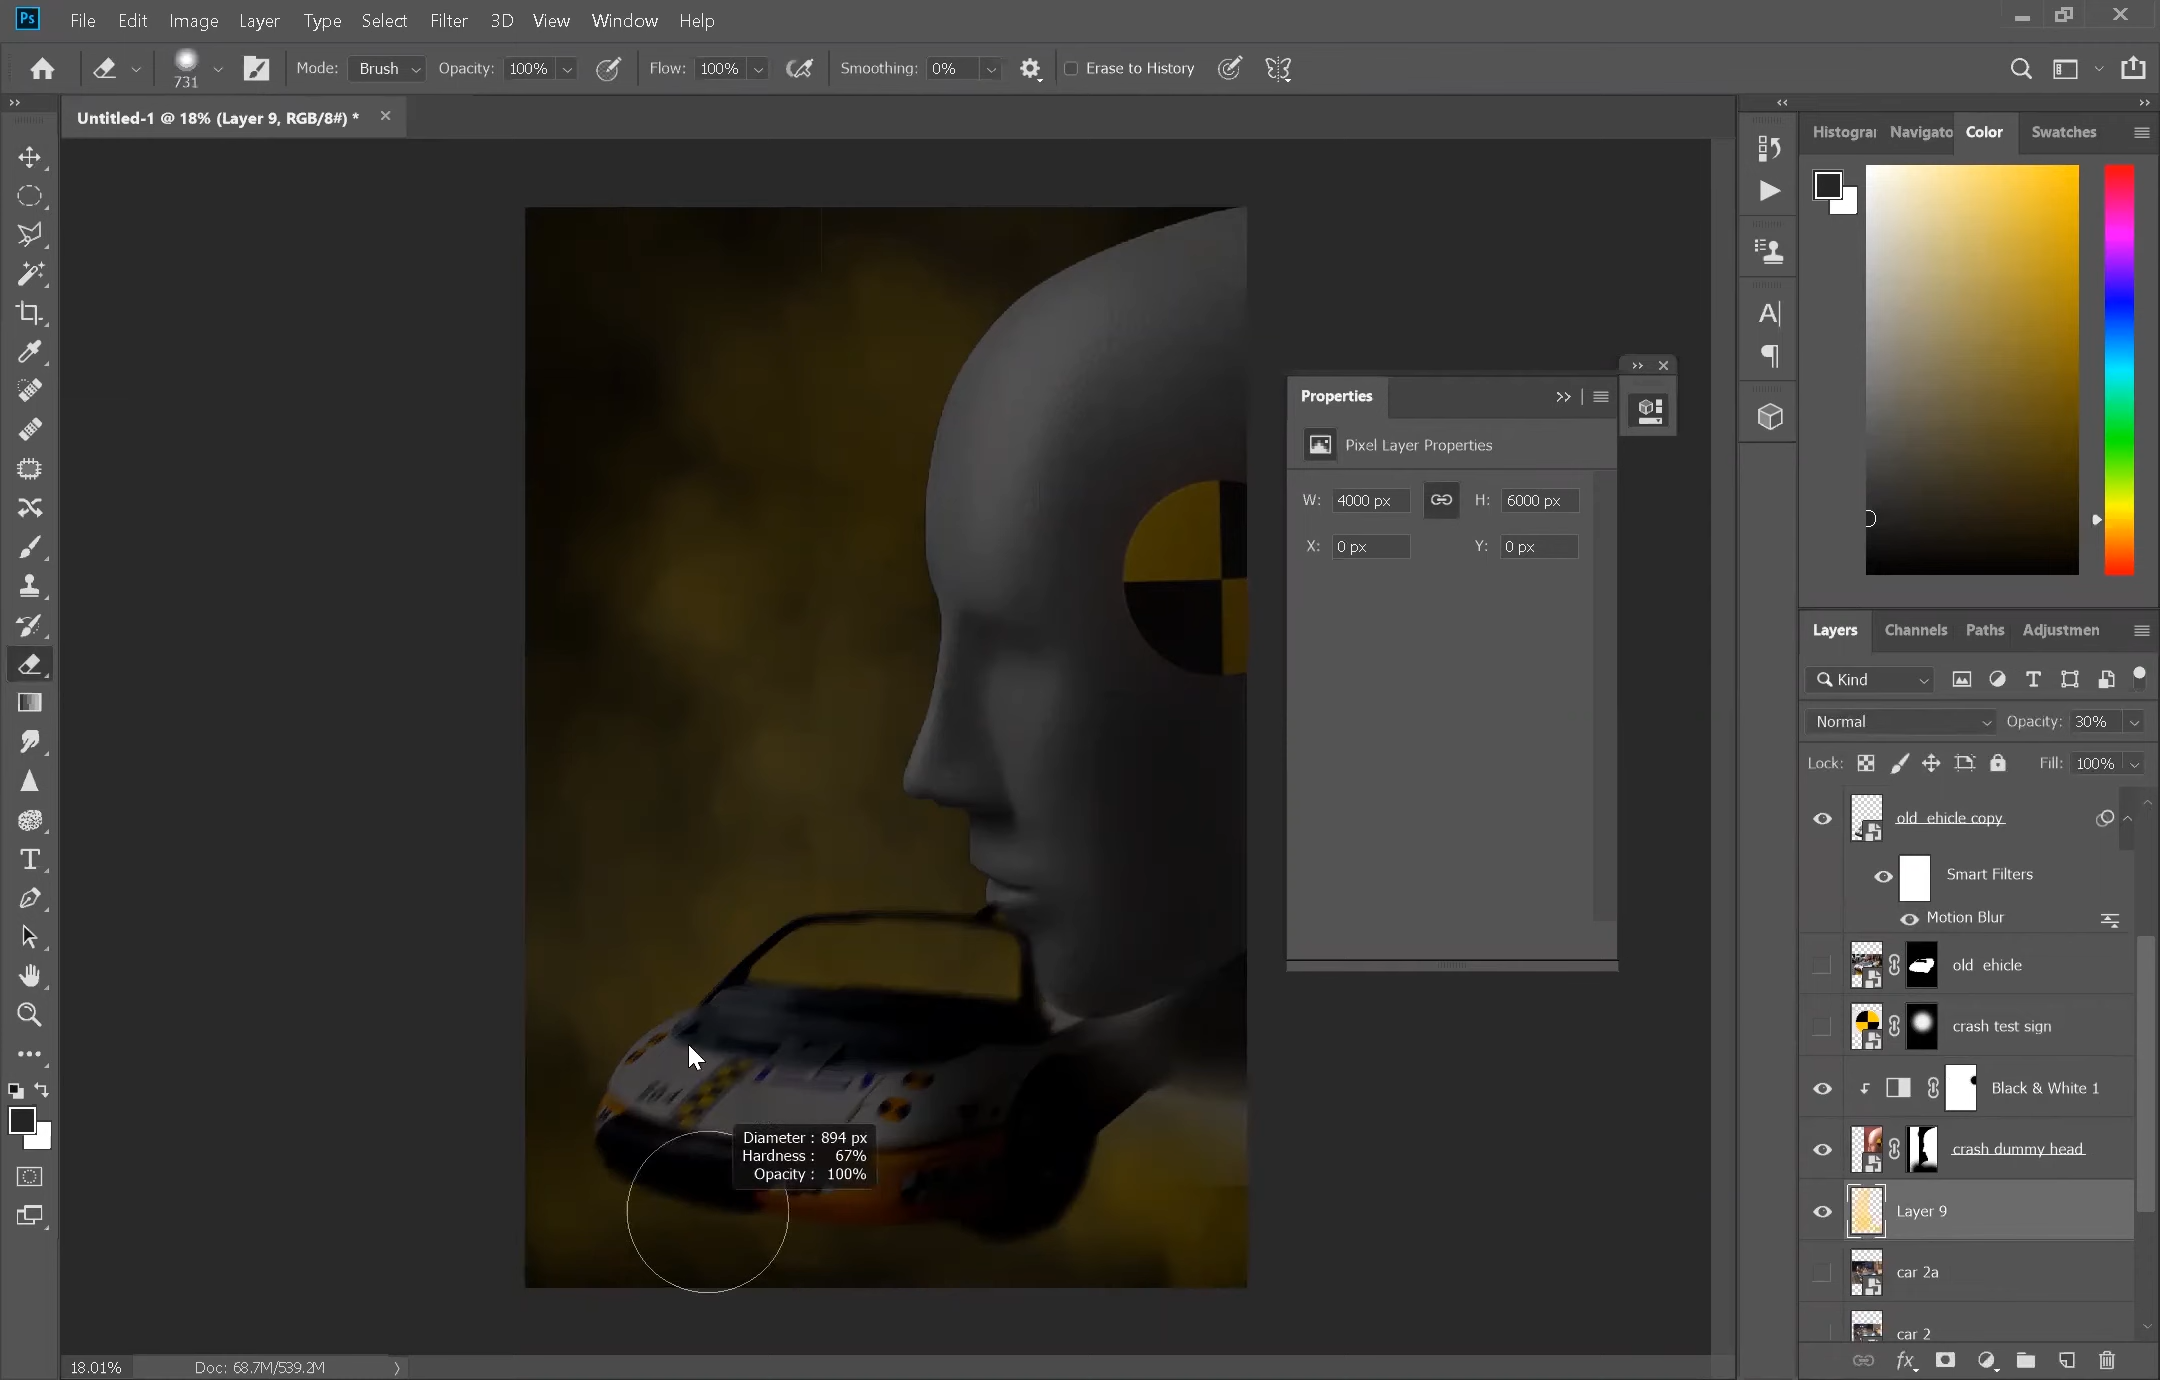 Ps File Edit Image Layer Type Select Filter 3D View Window Help
731 Mode: Brush Opacity: 100% Flow: 100% Smoothing: 0% Erase to History
Untitled-1 @ 18% (Layer 9, RGB/8#) *
Histogra Navigato Color Swatches
Properties
Pixel Layer Properties
W: 4000 px H: 6000 px
X: 0 px Y: 0 px
Layers Channels Paths Adjustmen
Kind
Normal Opacity: 30%
Lock: Fill: 100%
old ehicle copy
Smart Filters
Motion Blur
old ehicle
crash test sign
Black & White 1
crash dummy head
Layer 9
car 2a
car 2
Diameter : 894 px
Hardness : 67%
Opacity : 100%
18.01% Doc: 68.7M/539.2M